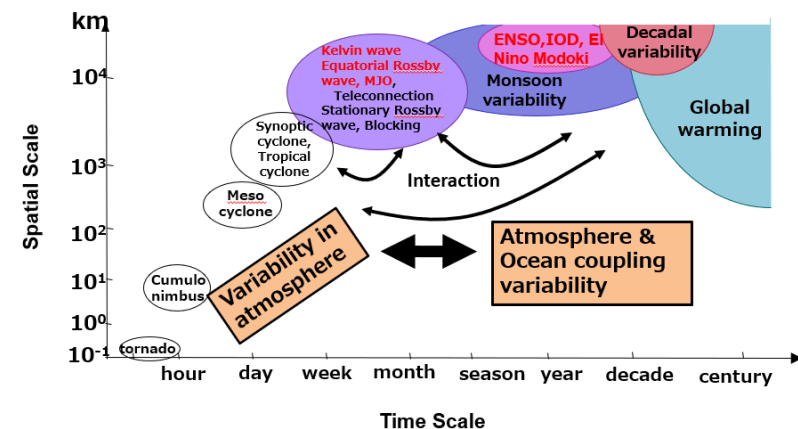 km
10⁴
10³
10²
10¹
10⁰
10⁻¹
Spatial Scale
Kelvin wave
Equatorial Rossby
wave, MJO,
Teleconnection
Stationary Rossby
wave, Blocking
ENSO,IOD, El
Nino Modoki
Monsoon
variability
Decadal
variability
Global
warming
Synoptic
cyclone,
Tropical
cyclone
Meso
cyclone
Interaction
Cumulo
nimbus
Variability in
atmosphere
Atmosphere &
Ocean coupling
variability
tornado
hour day week month season year decade century
Time Scale